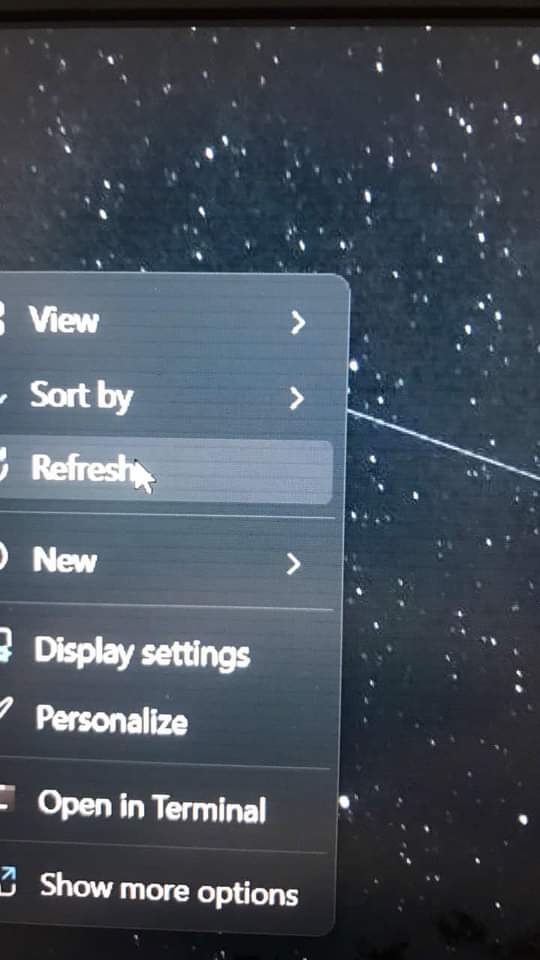 View
Sort by
Refresh
New
Display settings
Personalize
Open in Terminal
Show more options